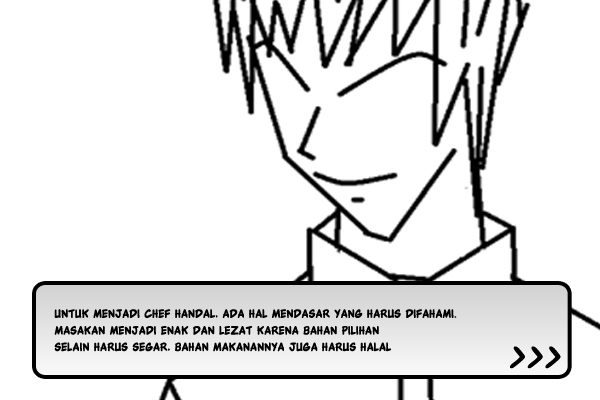 UNTUK MENJADI CHEF HANDAL. ADA HAL MENDASAR YANG HARUS DIFAHAMI.
MASAKAN MENJADI ENAK DAN LEZAT KARENA BAHAN PILIHAN
SELAIN HARUS SEGAR. BAHAN MAKANANNYA JUGA HARUS HALAL